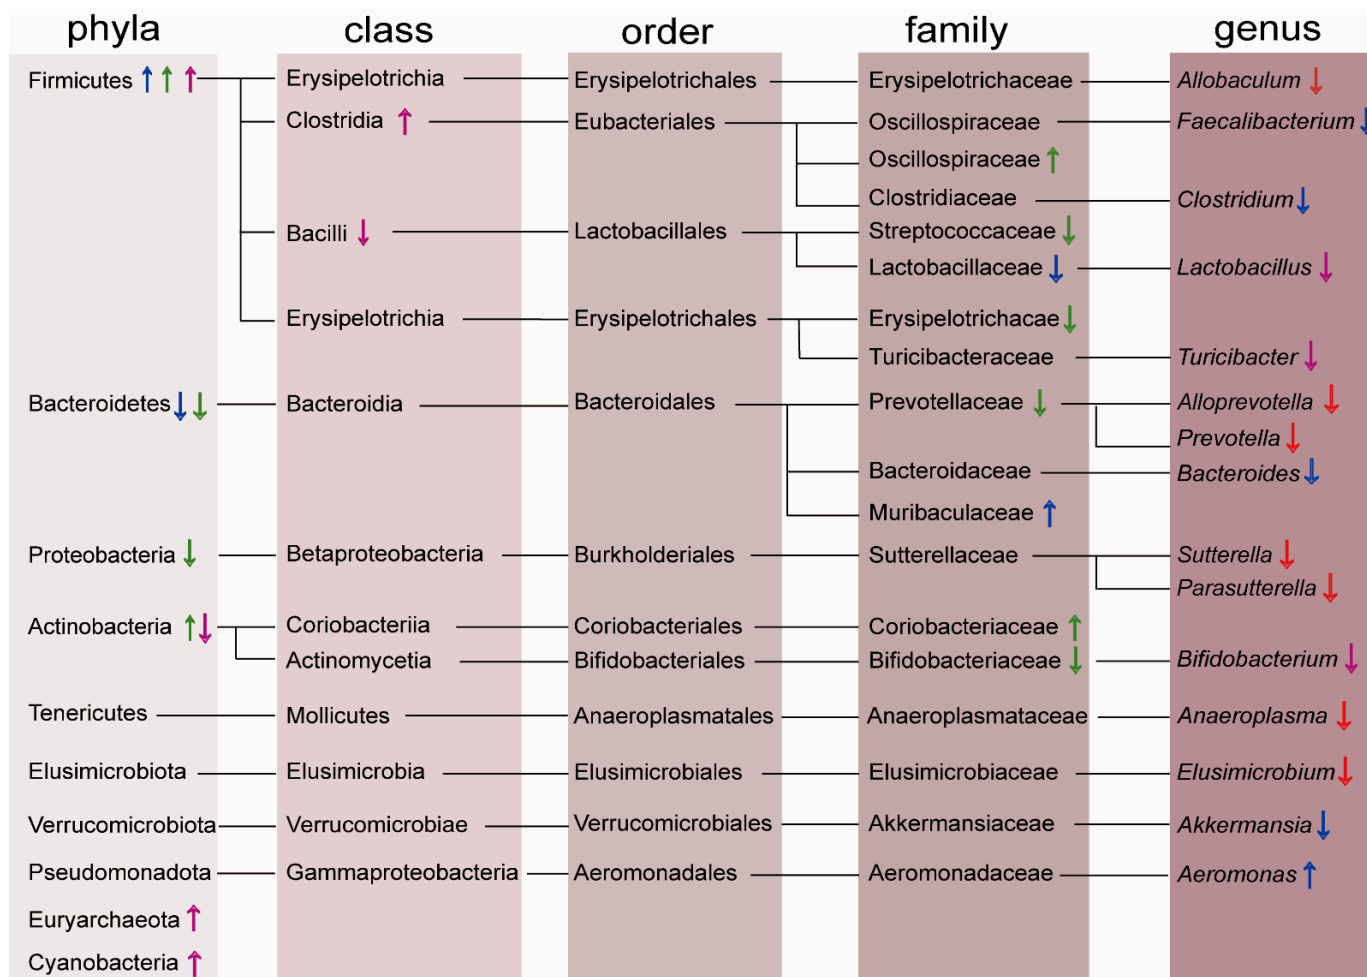 phyla class order family genus
Firmicutes ↑ ↑ ↑ Erysipelotrichia Erysipelotrichales Erysipelotrichaceae Allobaculum ↓
Clostridia ↑ Eubacteriales Oscillospiraceae Faecalibacterium ↓
Oscillospiraceae ↑
Clostridiaceae Clostridium ↓
Bacilli ↓ Lactobacillales Streptococcaceae ↓
Lactobacillaceae ↓ Lactobacillus ↓
Erysipelotrichia Erysipelotrichales Erysipelotrichacae ↓
Turicibacteraceae Turicibacter ↓
Bacteroidetes ↓ ↓ Bacteroidia Bacteroidales Prevotellaceae ↓ Alloprevotella ↓
Prevotella ↓
Bacteroidaceae Bacteroides ↓
Muribaculaceae ↑
Proteobacteria ↓ Betaproteobacteria Burkholderiales Sutterellaceae Sutterella ↓
Parasutterella ↓
Actinobacteria ↑ ↓ Coriobacteriia Coriobacteriales Coriobacteriaceae ↑
Actinomycetia Bifidobacteriales Bifidobacteriaceae ↓ Bifidobacterium ↓
Tenericutes Mollicutes Anaeroplasmatales Anaeroplasmataceae Anaeroplasma ↓
Elusimicrobiota Elusimicrobia Elusimicrobiales Elusimicrobiaceae Elusimicrobium ↓
Verrucomicrobiota Verrucomicrobiae Verrucomicrobiales Akkermansiaceae Akkermansia ↓
Pseudomonadota Gammaproteobacteria Aeromonadales Aeromonadaceae Aeromonas ↑
Euryarchaeota ↑
Cyanobacteria ↑